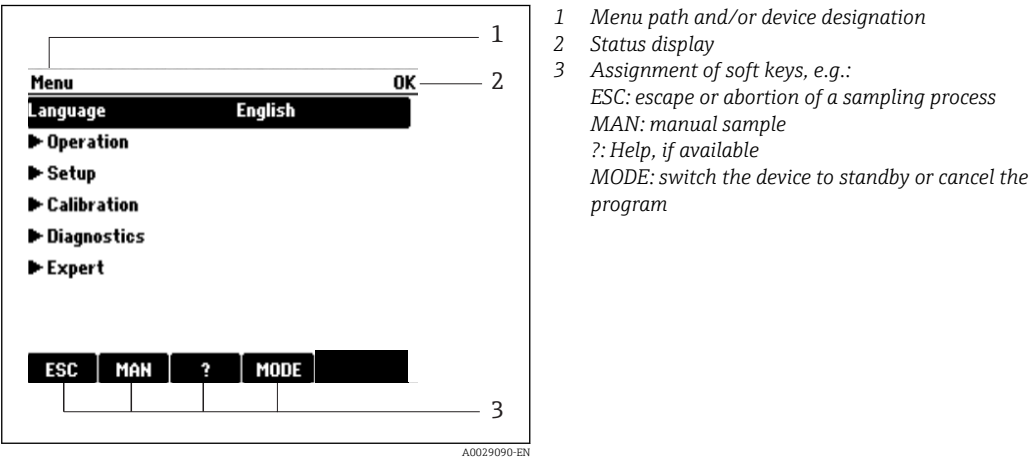 1
Menu OK
2
Language English
Operation
Setup
Calibration
Diagnostics
Expert
ESC MAN ? MODE
3
A0029090-EN
1 Menu path and/or device designation
2 Status display
3 Assignment of soft keys, e.g.:
ESC: escape or abortion of a sampling process
MAN: manual sample
?: Help, if available
MODE: switch the device to standby or cancel the
program